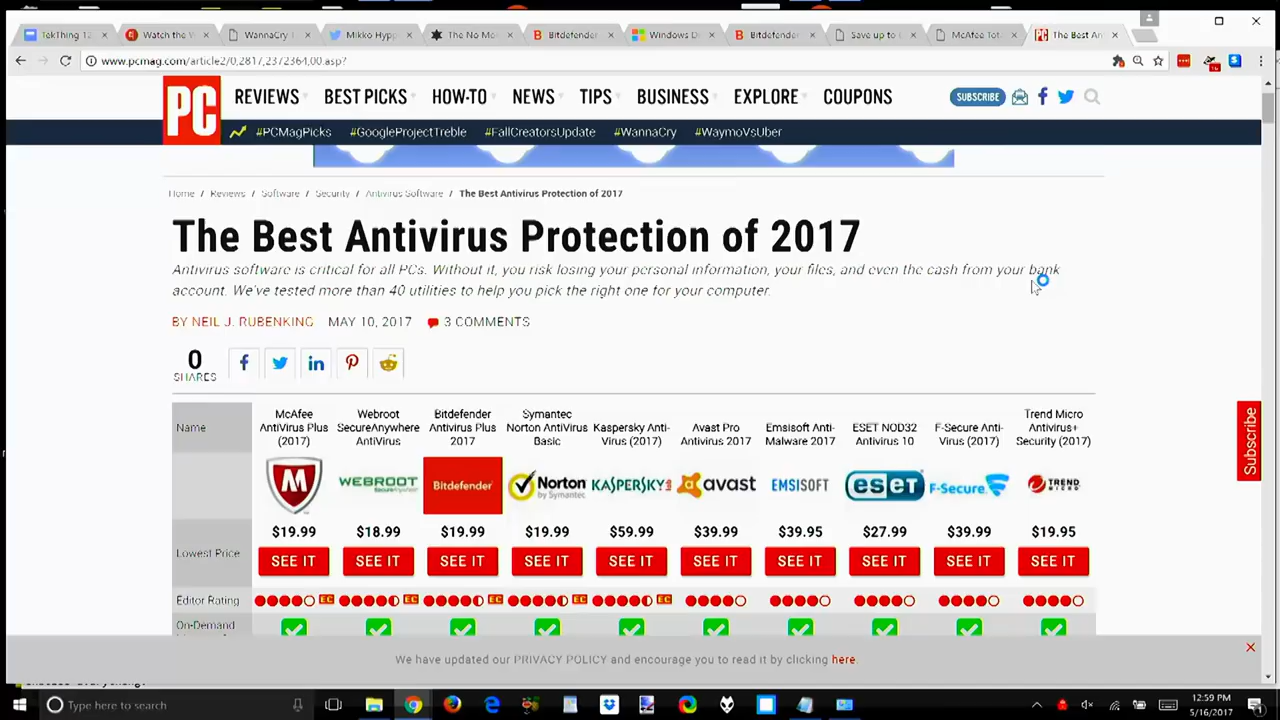 TekThing 12
Watch the V
WannaCry
Mikko Hypp
The No Mo
Bitdefender
Windows D
Bitdefender
Save up to
McAfee Tot
The Best An
www.pcmag.com/article2/0,2817,2372364,00.asp?
PC
REVIEWS
BEST PICKS
HOW-TO
NEWS
TIPS
BUSINESS
EXPLORE
COUPONS
SUBSCRIBE
#PCMagPicks
#GoogleProjectTreble
#FallCreatorsUpdate
#WannaCry
#WaymoVsUber
Home / Reviews / Software / Security / Antivirus Software / The Best Antivirus Protection of 2017
The Best Antivirus Protection of 2017
Antivirus software is critical for all PCs. Without it, you risk losing your personal information, your files, and even the cash from your bank
account. We've tested more than 40 utilities to help you pick the right one for your computer.
BY NEIL J. RUBENKING MAY 10, 2017 3 COMMENTS
0
SHARES
Name
McAfee AntiVirus Plus (2017)
Webroot SecureAnywhere AntiVirus
Bitdefender Antivirus Plus 2017
Symantec Norton AntiVirus Basic
Kaspersky Anti-Virus (2017)
Avast Pro Antivirus 2017
Emsisoft Anti-Malware 2017
ESET NOD32 Antivirus 10
F-Secure Anti-Virus (2017)
Trend Micro Antivirus+ Security (2017)
WEBROOT SecureAnywhere
Bitdefender
Norton by Symantec
KASPERSKY
avast
EMSISOFT
eset
F-Secure
TREND MICRO
Lowest Price
$19.99 $18.99 $19.99 $19.99 $59.99 $39.99 $39.95 $27.99 $39.99 $19.95
SEE IT SEE IT SEE IT SEE IT SEE IT SEE IT SEE IT SEE IT SEE IT SEE IT
Editor Rating EC EC EC EC EC
On-Demand
Subscribe
We have updated our PRIVACY POLICY and encourage you to read it by clicking here.
Type here to search
12:59 PM
5/16/2017